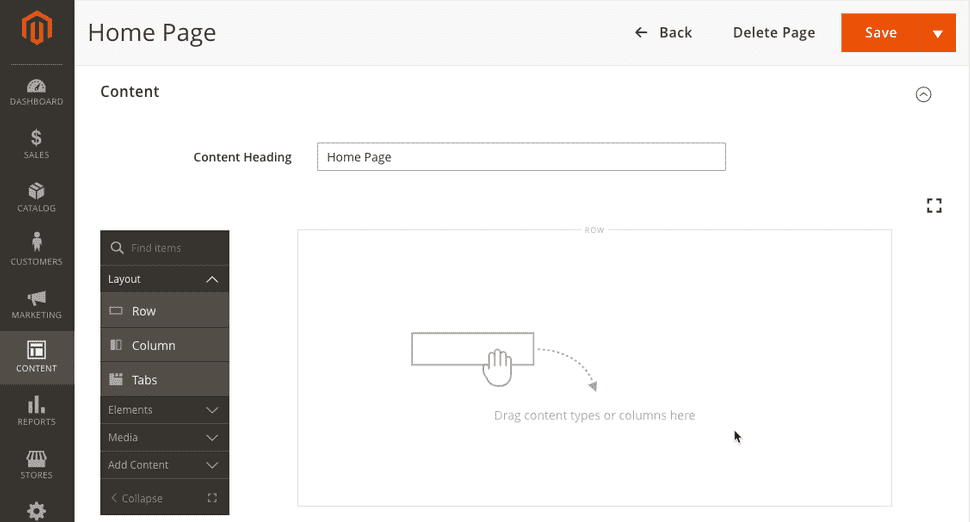 Home Page
Back
Delete Page
Save
DASHBOARD
SALES
CATALOG
CUSTOMERS
MARKETING
CONTENT
REPORTS
STORES
Content
Content Heading
Home Page
Find items
Layout
Row
Column
Tabs
Elements
Media
Add Content
Collapse
ROW
Drag content types or columns here